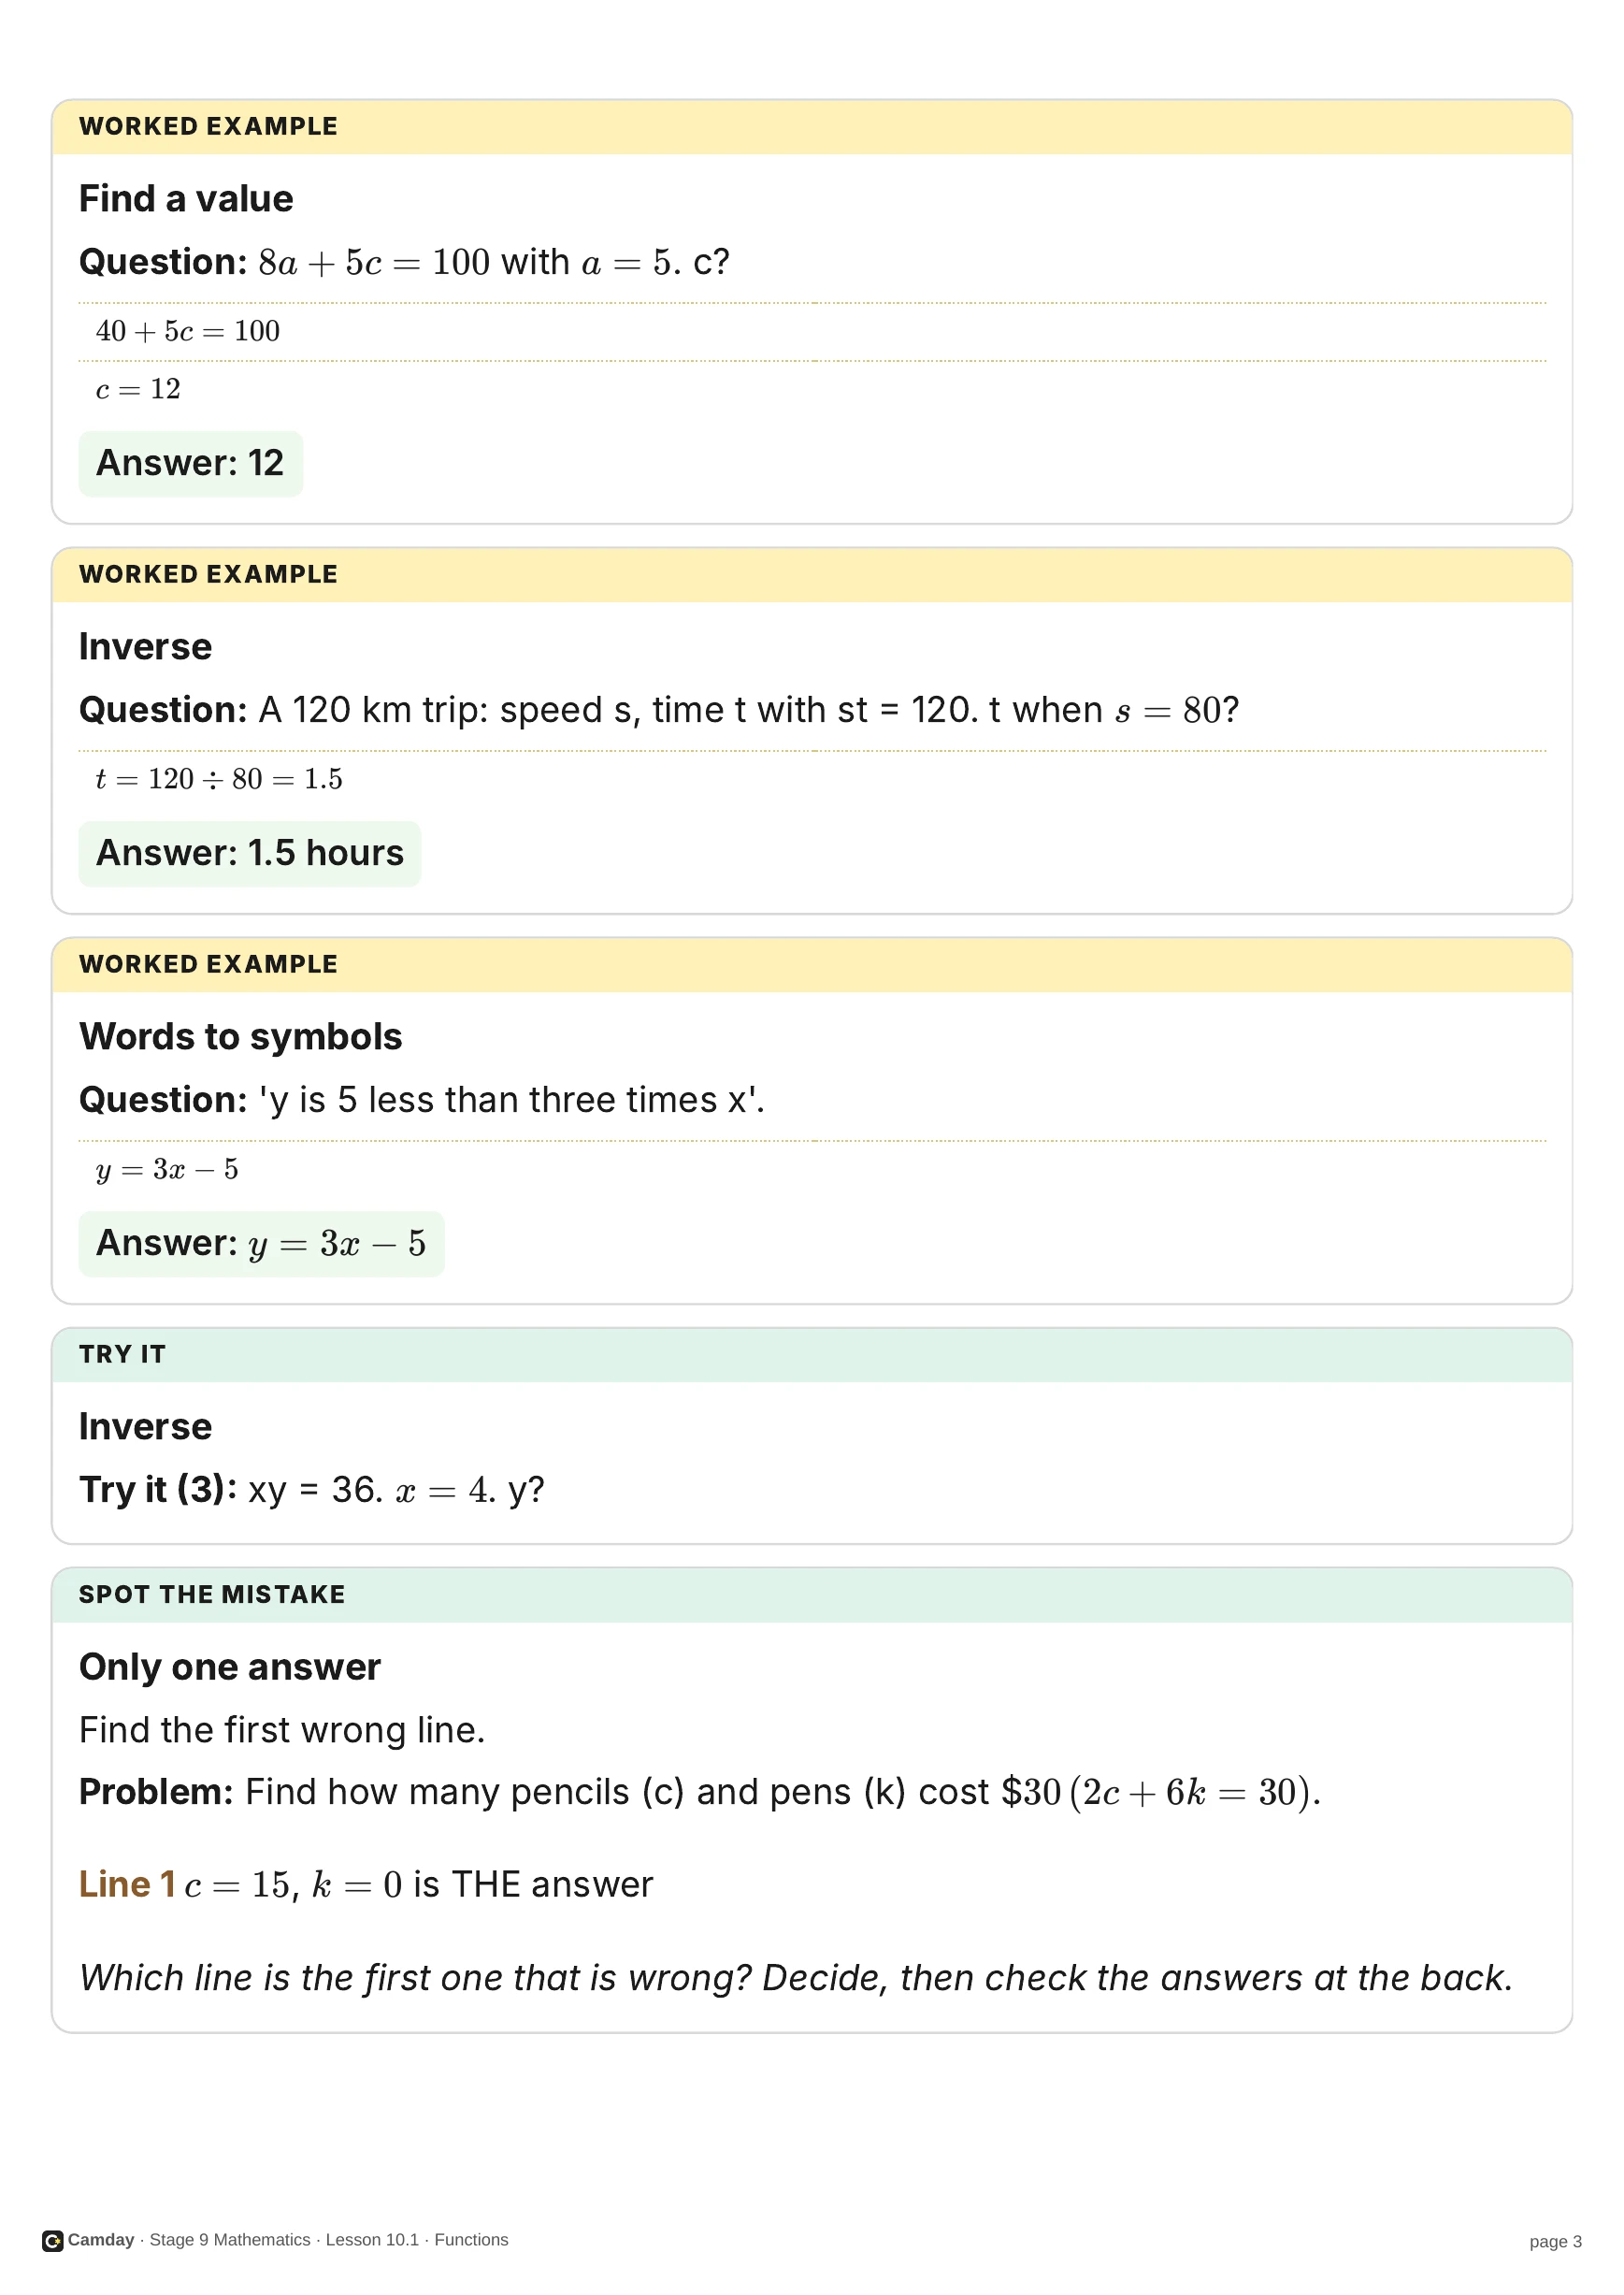 WORKED EXAMPLE
Find a value
Question: 8a + 5c = 100 with a = 5. c?
40 + 5c = 100
c = 12
Answer: 12
WORKED EXAMPLE
Inverse
Question: A 120 km trip: speed s, time t with st = 120. t when s = 80?
t = 120 ÷ 80 = 1.5
Answer: 1.5 hours
WORKED EXAMPLE
Words to symbols
Question: 'y is 5 less than three times x'.
y = 3x − 5
Answer: y = 3x − 5
TRY IT
Inverse
Try it (3): xy = 36. x = 4. y?
SPOT THE MISTAKE
Only one answer
Find the first wrong line.
Problem: Find how many pencils (c) and pens (k) cost $30 (2c + 6k = 30).
Line 1 c = 15, k = 0 is THE answer
Which line is the first one that is wrong? Decide, then check the answers at the back.
Camday · Stage 9 Mathematics · Lesson 10.1 · Functions
page 3